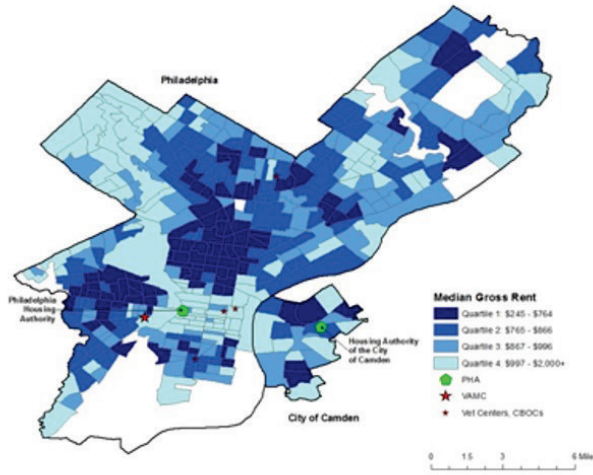 Philadelphia
Philadelphia
Housing
Authority
Housing Authority
of the City
of Camden
City of Camden
Median Gross Rent
Quartile 1: $245 - $764
Quartile 2: $765 - $866
Quartile 3: $867 - $996
Quartile 4: $997 - $2,000+
PHA
VAMC
Vet Centers, CBOCs
0 1.5 3 6 Mile